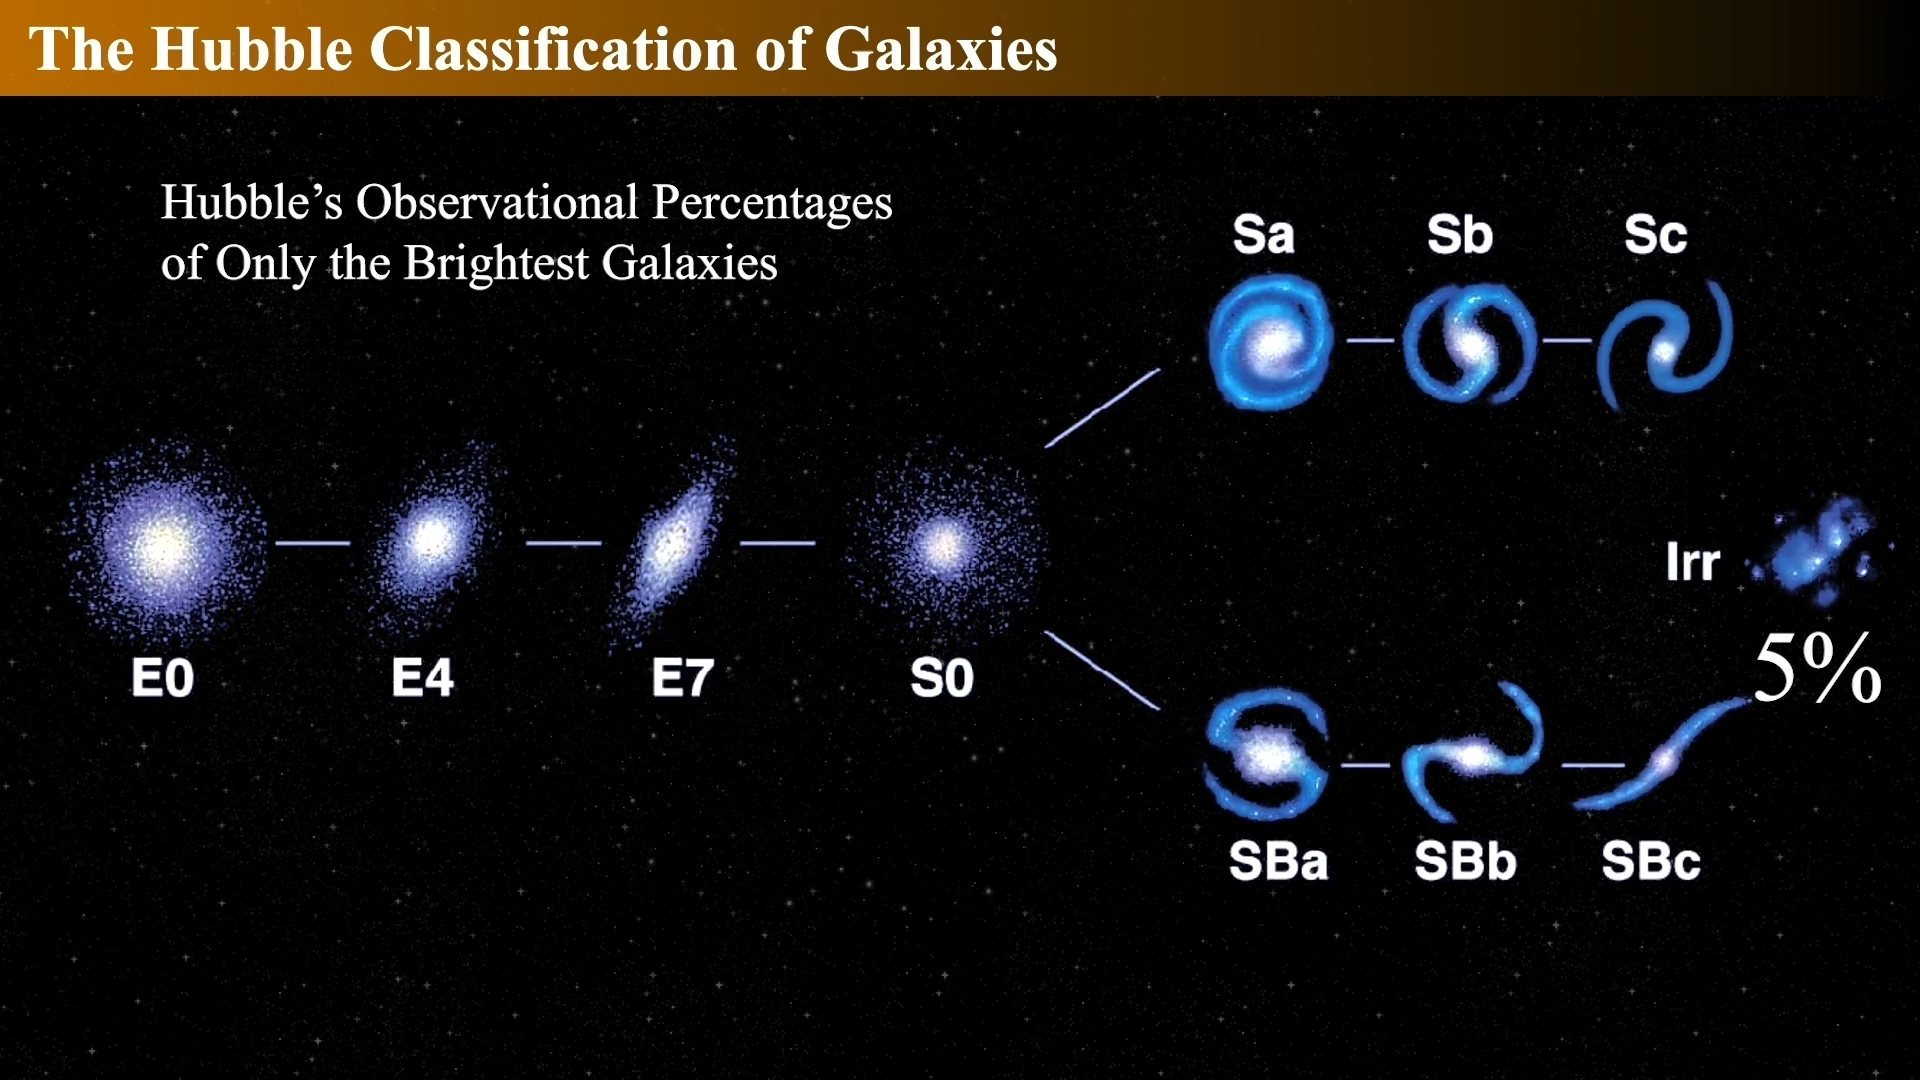 The Hubble Classification of Galaxies
Hubble’s Observational Percentages
of Only the Brightest Galaxies
Sa Sb Sc
Irr
5%
E0 E4 E7 S0
SBa SBb SBc